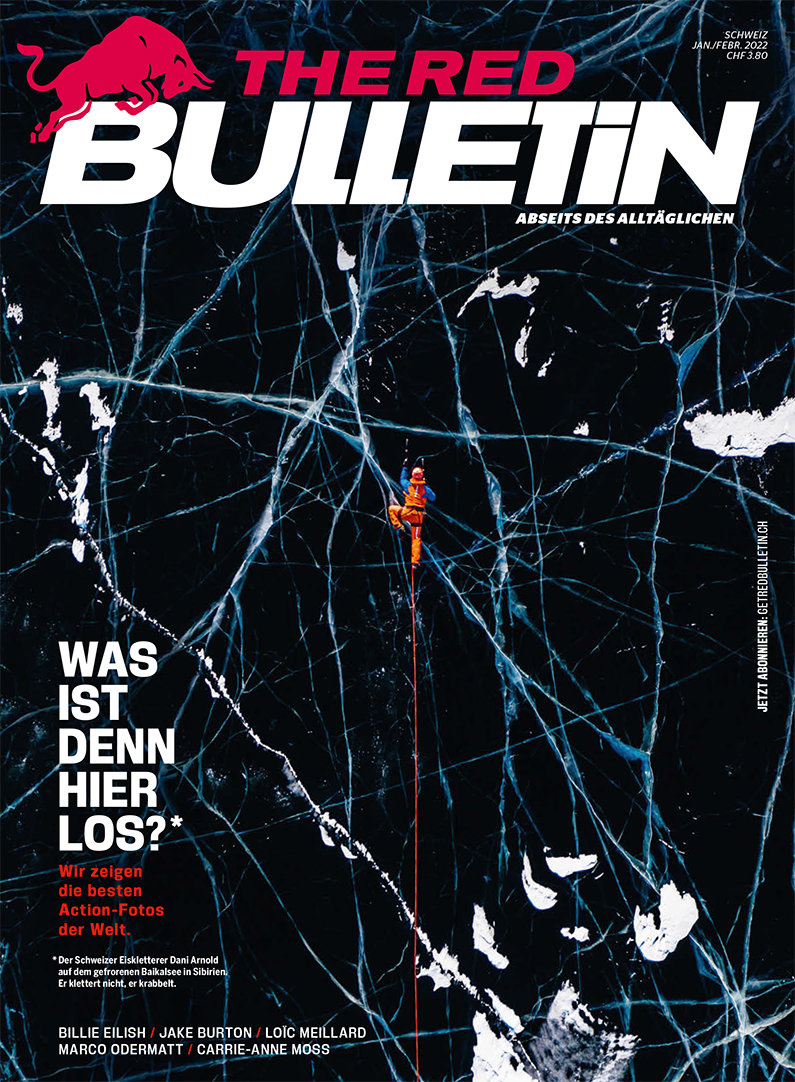 SCHWEIZ
JAN./FEBR. 2022
CHF 3.80
THE RED
BULLETiN
ABSEITS DES ALLTÄGLICHEN
JETZT ABONNIEREN: GETREDBULLETIN.CH
WAS
IST
DENN
HIER
LOS?*
Wir zeigen
die besten
Action-Fotos
der Welt.
*Der Schweizer Eiskletterer Dani Arnold
auf dem gefrorenen Baikalsee in Sibirien.
Er klettert nicht, er krabbelt.
BILLIE EILISH / JAKE BURTON / LOÏC MEILLARD
MARCO ODERMATT / CARRIE-ANNE MOSS